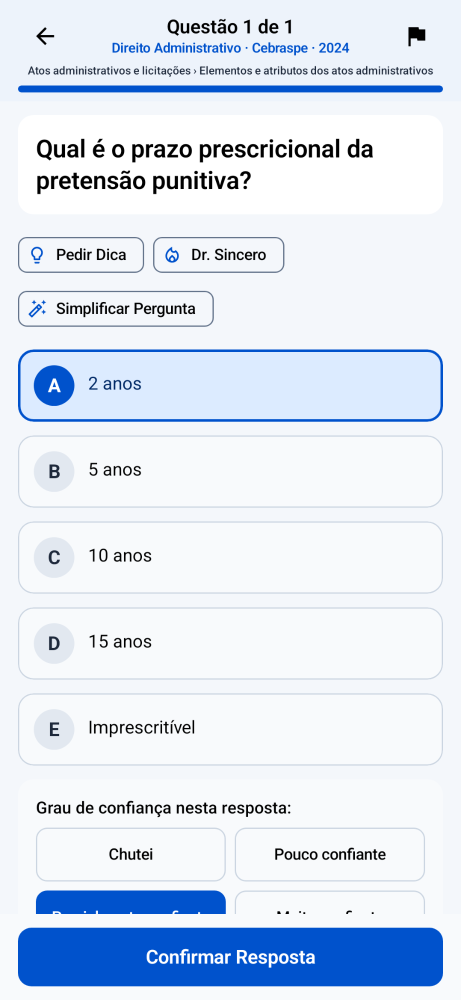 Questão 1 de 1
Direito Administrativo · Cebraspe · 2024
Atos administrativos e licitações › Elementos e atributos dos atos administrativos
Qual é o prazo prescricional da
pretensão punitiva?
Pedir Dica
Dr. Sincero
Simplificar Pergunta
A
2 anos
B
5 anos
C
10 anos
D
15 anos
E
Imprescritível
Grau de confiança nesta resposta:
Chutei
Pouco confiante
Confirmar Resposta